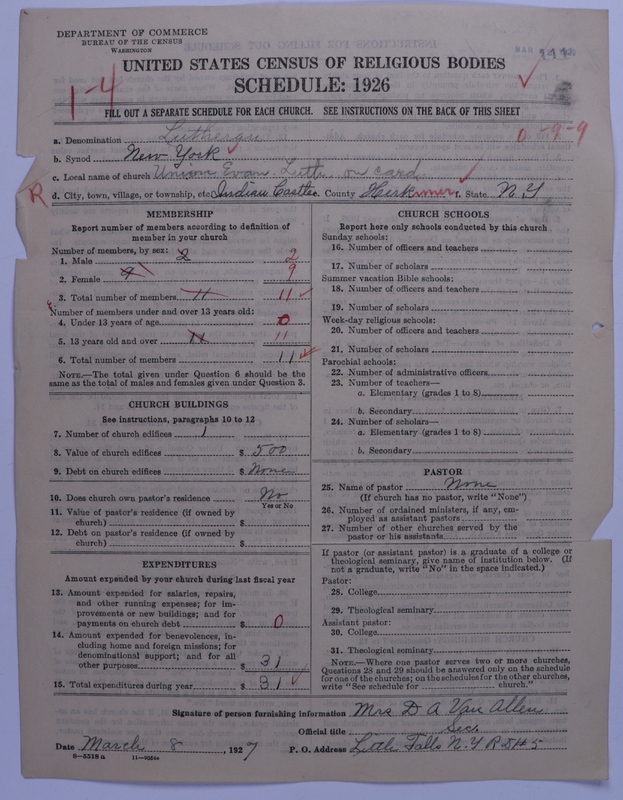 DEPARTMENT OF COMMERCE
BUREAU OF THE CENSUS
WASHINGTON
MAR
UNITED STATES CENSUS OF RELIGIOUS BODIES
SCHEDULE: 1926
1-4
FILL OUT A SEPARATE SCHEDULE FOR EACH CHURCH. SEE INSTRUCTIONS ON THE BACK OF THIS SHEET
a. Denomination Lutheran 0-9-9
b. Synod New York
c. Local name of church Union Evan. Luth. on card
R d. City, town, village, or township, etc. Indian Castle e. County Herkimer f. State N.Y
MEMBERSHIP
Report number of members according to definition of
member in your church
Number of members, by sex:
1. Male 2 2
2. Female 9 9
3. Total number of members 11 11
Number of members under and over 13 years old:
4. Under 13 years of age 0
5. 13 years old and over 11 11
6. Total number of members 11
NOTE.—The total given under Question 6 should be
same as the total of males and females given under Question 3.
CHURCH BUILDINGS
See instructions, paragraphs 10 to 12
7. Number of church edifices 1
8. Value of church edifices $ 500
9. Debt on church edifices $ None
10. Does church own pastor's residence No
Yes or No
11. Value of pastor's residence (if owned by
church) $
12. Debt on pastor's residence (if owned by
church) $
EXPENDITURES
Amount expended by your church during last fiscal year
13. Amount expended for salaries, repairs,
and other running expenses; for im-
provements or new buildings; and for
payments on church debt $ 0
14. Amount expended for benevolences, in-
cluding home and foreign missions; for
denominational support; and for all
other purposes $ 31
15. Total expenditures during year $ 31
CHURCH SCHOOLS
Report here only schools conducted by this church
Sunday schools:
16. Number of officers and teachers
17. Number of scholars
Summer vacation Bible schools:
18. Number of officers and teachers
19. Number of scholars
Week-day religious schools:
20. Number of officers and teachers
21. Number of scholars
Parochial schools:
22. Number of administrative officers
23. Number of teachers—
a. Elementary (grades 1 to 8)
b. Secondary
24. Number of scholars—
a. Elementary (grades 1 to 8)
b. Secondary
PASTOR
25. Name of pastor None
(If church has no pastor, write "None")
26. Number of ordained ministers, if any, em-
ployed as assistant pastors
27. Number of other churches served by the
pastor or his assistants
If pastor (or assistant pastor) is a graduate of a college or
theological seminary, give name of institution below. (If
not a graduate, write "No" in the space indicated.)
Pastor:
28. College
29. Theological seminary
Assistant pastor:
30. College
31. Theological seminary
NOTE.—Where one pastor serves two or more churches,
Questions 28 and 29 should be answered only on the schedule
for one of the churches; on the schedules for the other churches,
write "See schedule for church."
Signature of person furnishing information Mrs D A Van Allen
Official title Sec.
Date March 8, 1927 P. O. Address Little Falls N.Y R D # 5
9-5518 a